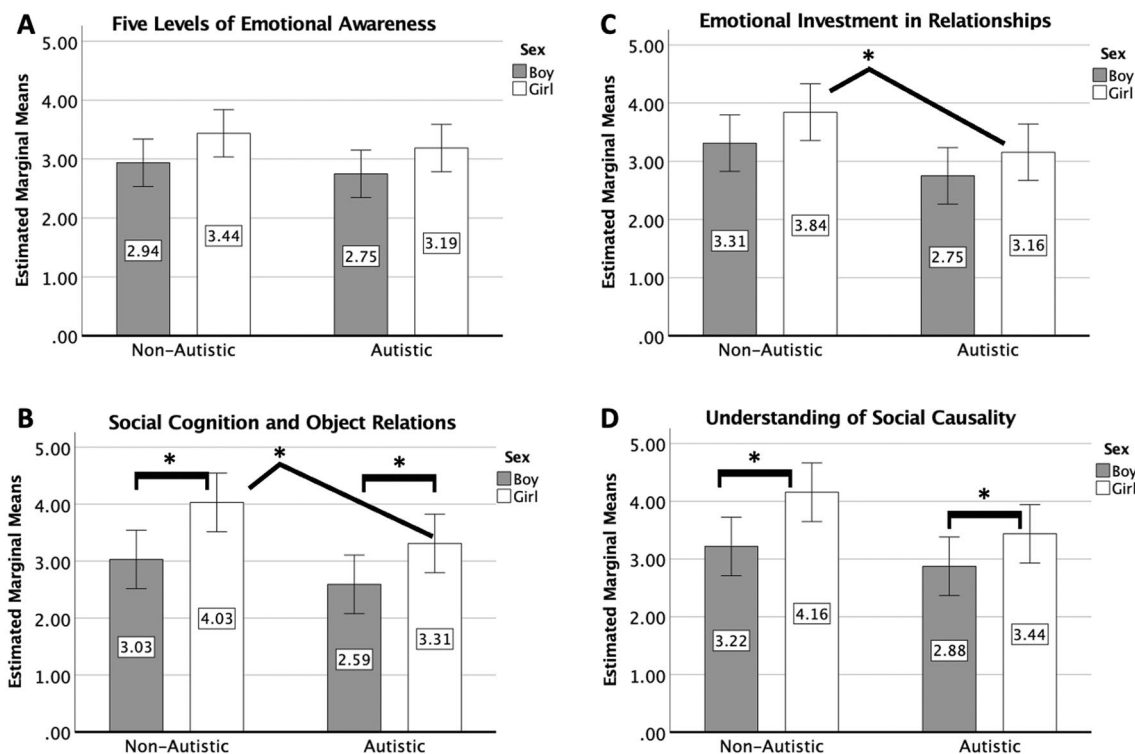 A
Five Levels of Emotional Awareness
5.00
4.00
3.00
2.00
1.00
.00
Estimated Marginal Means
2.94
3.44
2.75
3.19
Non-Autistic
Autistic
Sex
Boy
Girl
C
Emotional Investment in Relationships
5.00
4.00
3.00
2.00
1.00
.00
Estimated Marginal Means
*
3.31
3.84
2.75
3.16
Non-Autistic
Autistic
Sex
Boy
Girl
B
Social Cognition and Object Relations
5.00
4.00
3.00
2.00
1.00
.00
Estimated Marginal Means
*
*
*
3.03
4.03
2.59
3.31
Non-Autistic
Autistic
Sex
Boy
Girl
D
Understanding of Social Causality
5.00
4.00
3.00
2.00
1.00
.00
Estimated Marginal Means
*
*
3.22
4.16
2.88
3.44
Non-Autistic
Autistic
Sex
Boy
Girl